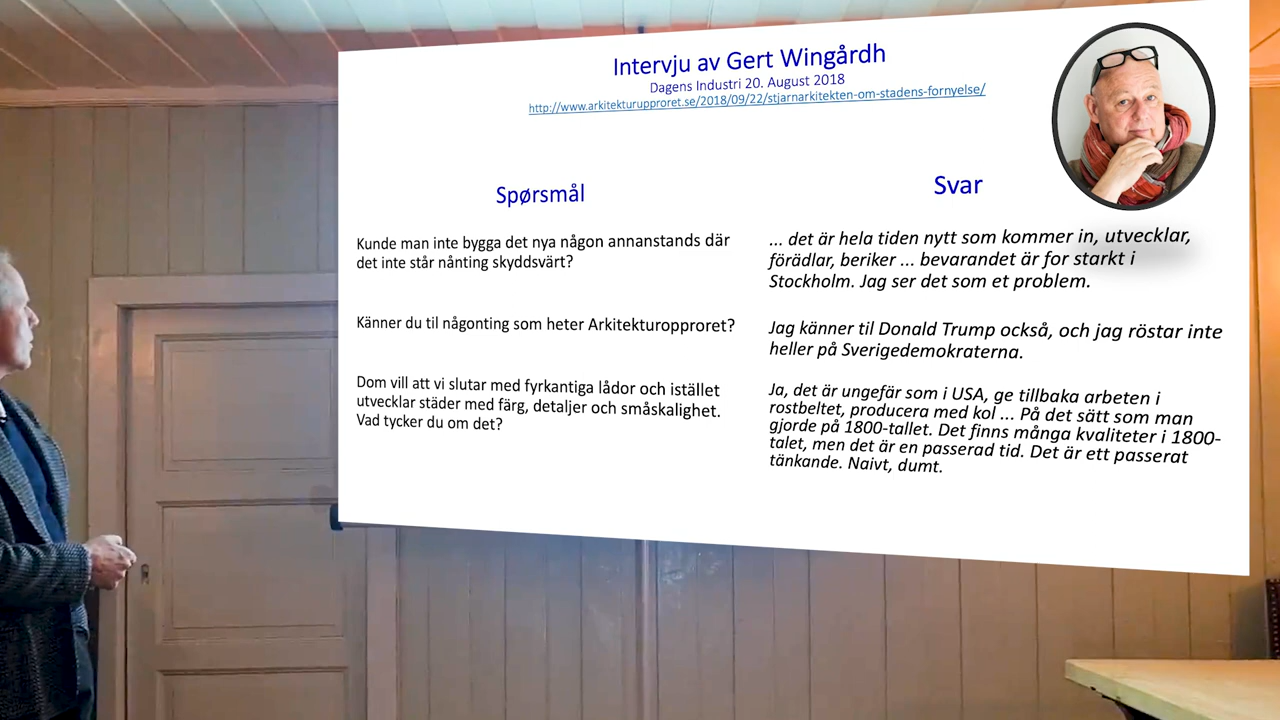 Intervju av Gert Wingårdh
Dagens Industri 20. August 2018
http://www.arkitekturupproret.se/2018/09/22/stjarnarkitekten-om-stadens-fornyelse/
Spørsmål
Svar
Kunde man inte bygga det nya någon annanstands där
det inte står nånting skyddsvärt?
... det är hela tiden nytt som kommer in, utvecklar,
förädlar, beriker ... bevarandet är for starkt i
Stockholm. Jag ser det som et problem.
Känner du til någonting som heter Arkitekturopproret?
Jag känner til Donald Trump också, och jag röstar inte
heller på Sverigedemokraterna.
Dom vill att vi slutar med fyrkantiga lådor och istället
utvecklar städer med färg, detaljer och småskalighet.
Vad tycker du om det?
Ja, det är ungefär som i USA, ge tillbaka arbeten i
rostbeltet, producera med kol ... På det sätt som man
gjorde på 1800-tallet. Det finns många kvaliteter i 1800-
talet, men det är en passerad tid. Det är ett passerat
tänkande. Naivt, dumt.